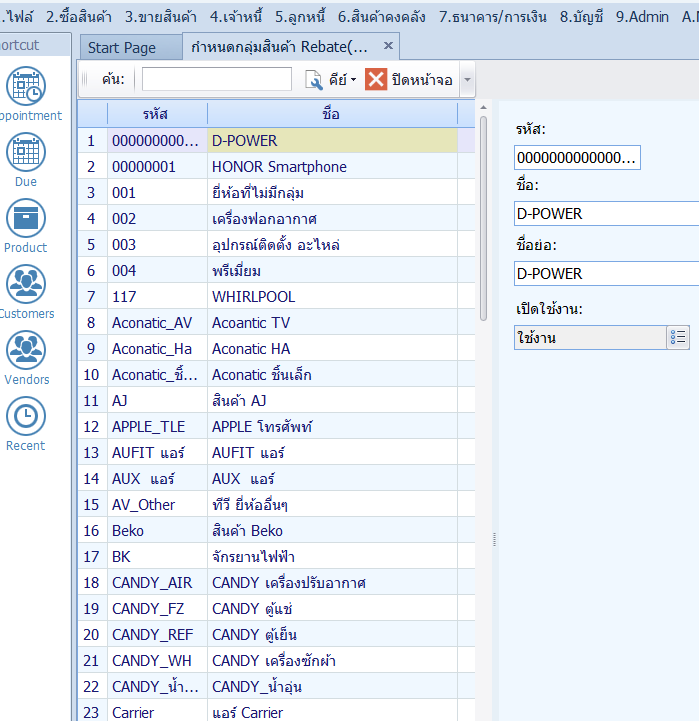 1.ไฟล์ 2.ซื้อสินค้า 3.ขายสินค้า 4.เจ้าหนี้ 5.ลูกหนี้ 6.สินค้าคงคลัง 7.ธนาคาร/การเงิน 8.บัญชี 9.Admin
Start Page กำหนดกลุ่มสินค้า Rebate(...
ค้น: คีย์ ปิดหน้าจอ
Due
Product
Customers
Vendors
Recent
รหัส ชื่อ
1 000000000... D-POWER
2 00000001 HONOR Smartphone
3 001 ยี่ห้อที่ไม่มีกลุ่ม
4 002 เครื่องฟอกอากาศ
5 003 อุปกรณ์ติดตั้ง อะไหล่
6 004 พรีเมี่ยม
7 117 WHIRLPOOL
8 Aconatic_AV Acoantic TV
9 Aconatic_Ha Aconatic HA
10 Aconatic_ชิ้... Aconatic ชิ้นเล็ก
11 AJ สินค้า AJ
12 APPLE_TLE APPLE โทรศัพท์
13 AUFIT แอร์ AUFIT แอร์
14 AUX แอร์ AUX แอร์
15 AV_Other ทีวี ยี่ห้ออื่นๆ
16 Beko สินค้า Beko
17 BK จักรยานไฟฟ้า
18 CANDY_AIR CANDY เครื่องปรับอากาศ
19 CANDY_FZ CANDY ตู้แช่
20 CANDY_REF CANDY ตู้เย็น
21 CANDY_WH CANDY เครื่องซักผ้า
22 CANDY_น้ำ... CANDY_น้ำอุ่น
23 Carrier แอร์ Carrier
รหัส:
0000000000000...
ชื่อ:
D-POWER
ชื่อย่อ:
D-POWER
เปิดใช้งาน:
ใช้งาน